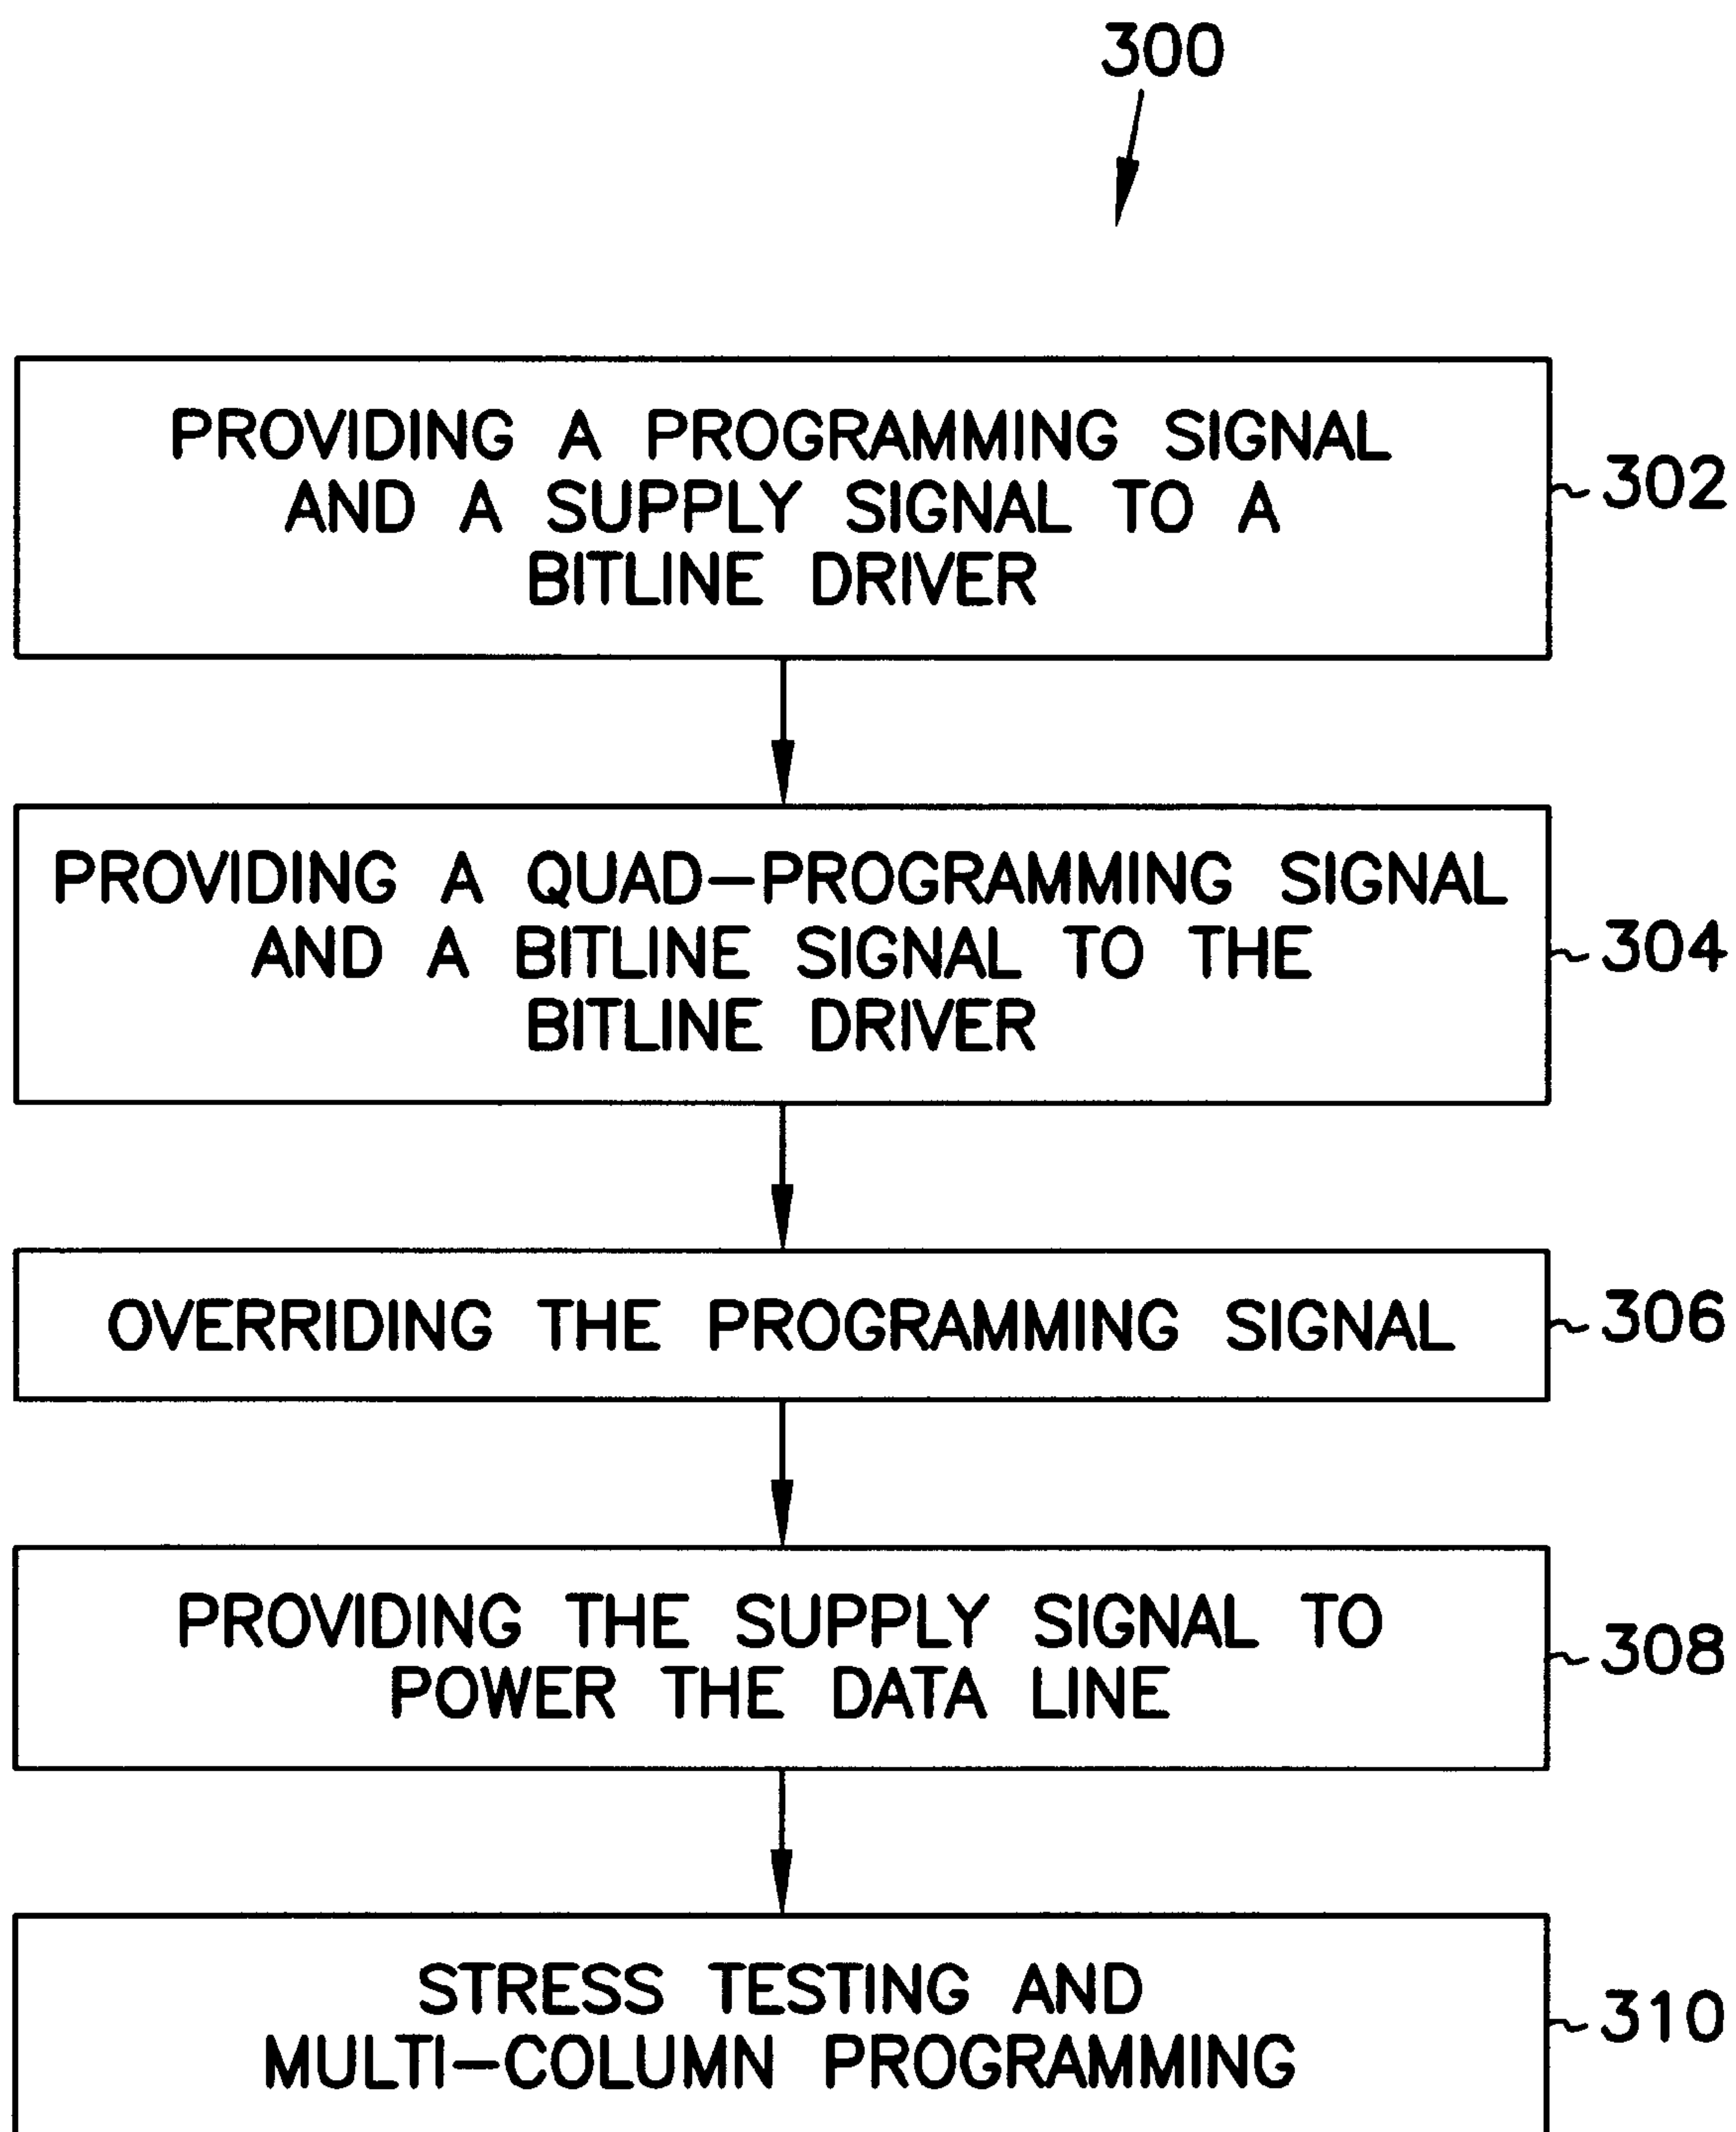 300
PROVIDING A PROGRAMMING SIGNAL
AND A SUPPLY SIGNAL TO A
BITLINE DRIVER
302
PROVIDING A QUAD-PROGRAMMING SIGNAL
AND A BITLINE SIGNAL TO THE
BITLINE DRIVER
304
OVERRIDING THE PROGRAMMING SIGNAL
306
PROVIDING THE SUPPLY SIGNAL TO
POWER THE DATA LINE
308
STRESS TESTING AND
MULTI-COLUMN PROGRAMMING
310